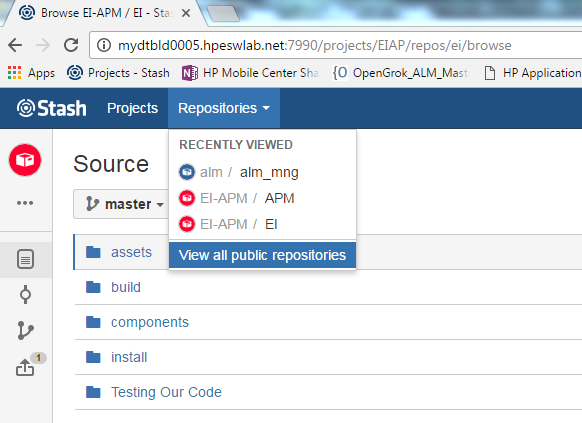 Browse EI-APM / EI - Stas
mydtbld0005.hpeswlab.net:7990/projects/EIAP/repos/ei/browse
Apps Projects - Stash HP Mobile Center Sha OpenGrok_ALM_Mast HP Application
Stash Projects Repositories
RECENTLY VIEWED
Source
alm / alm_mng
EI-APM / APM
master
EI-APM / EI
View all public repositories
assets
build
components
install
1
Testing Our Code